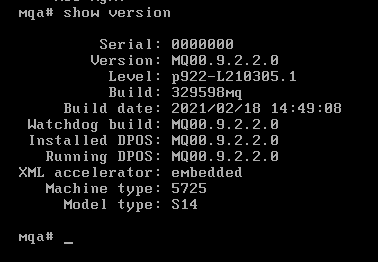 mqa# show version
Serial: 0000000
Version: MQ00.9.2.2.0
Level: p922-L210305.1
Build: 329598mq
Build date: 2021/02/18 14:49:08
Watchdog build: MQ00.9.2.2.0
Installed DPOS: MQ00.9.2.2.0
Running DPOS: MQ00.9.2.2.0
XML accelerator: embedded
Machine type: 5725
Model type: S14
mqa# _